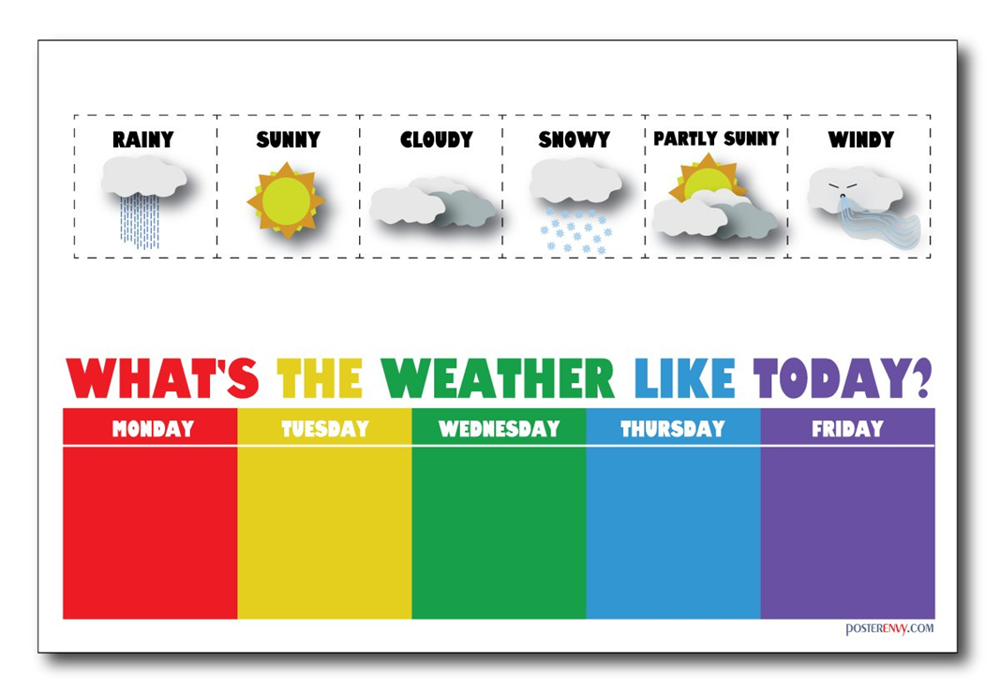 RAINY SUNNY CLOUDY SNOWY PARTLY SUNNY WINDY
WHAT'S THE WEATHER LIKE TODAY?
MONDAY TUESDAY WEDNESDAY THURSDAY FRIDAY
POSTERENVY.COM